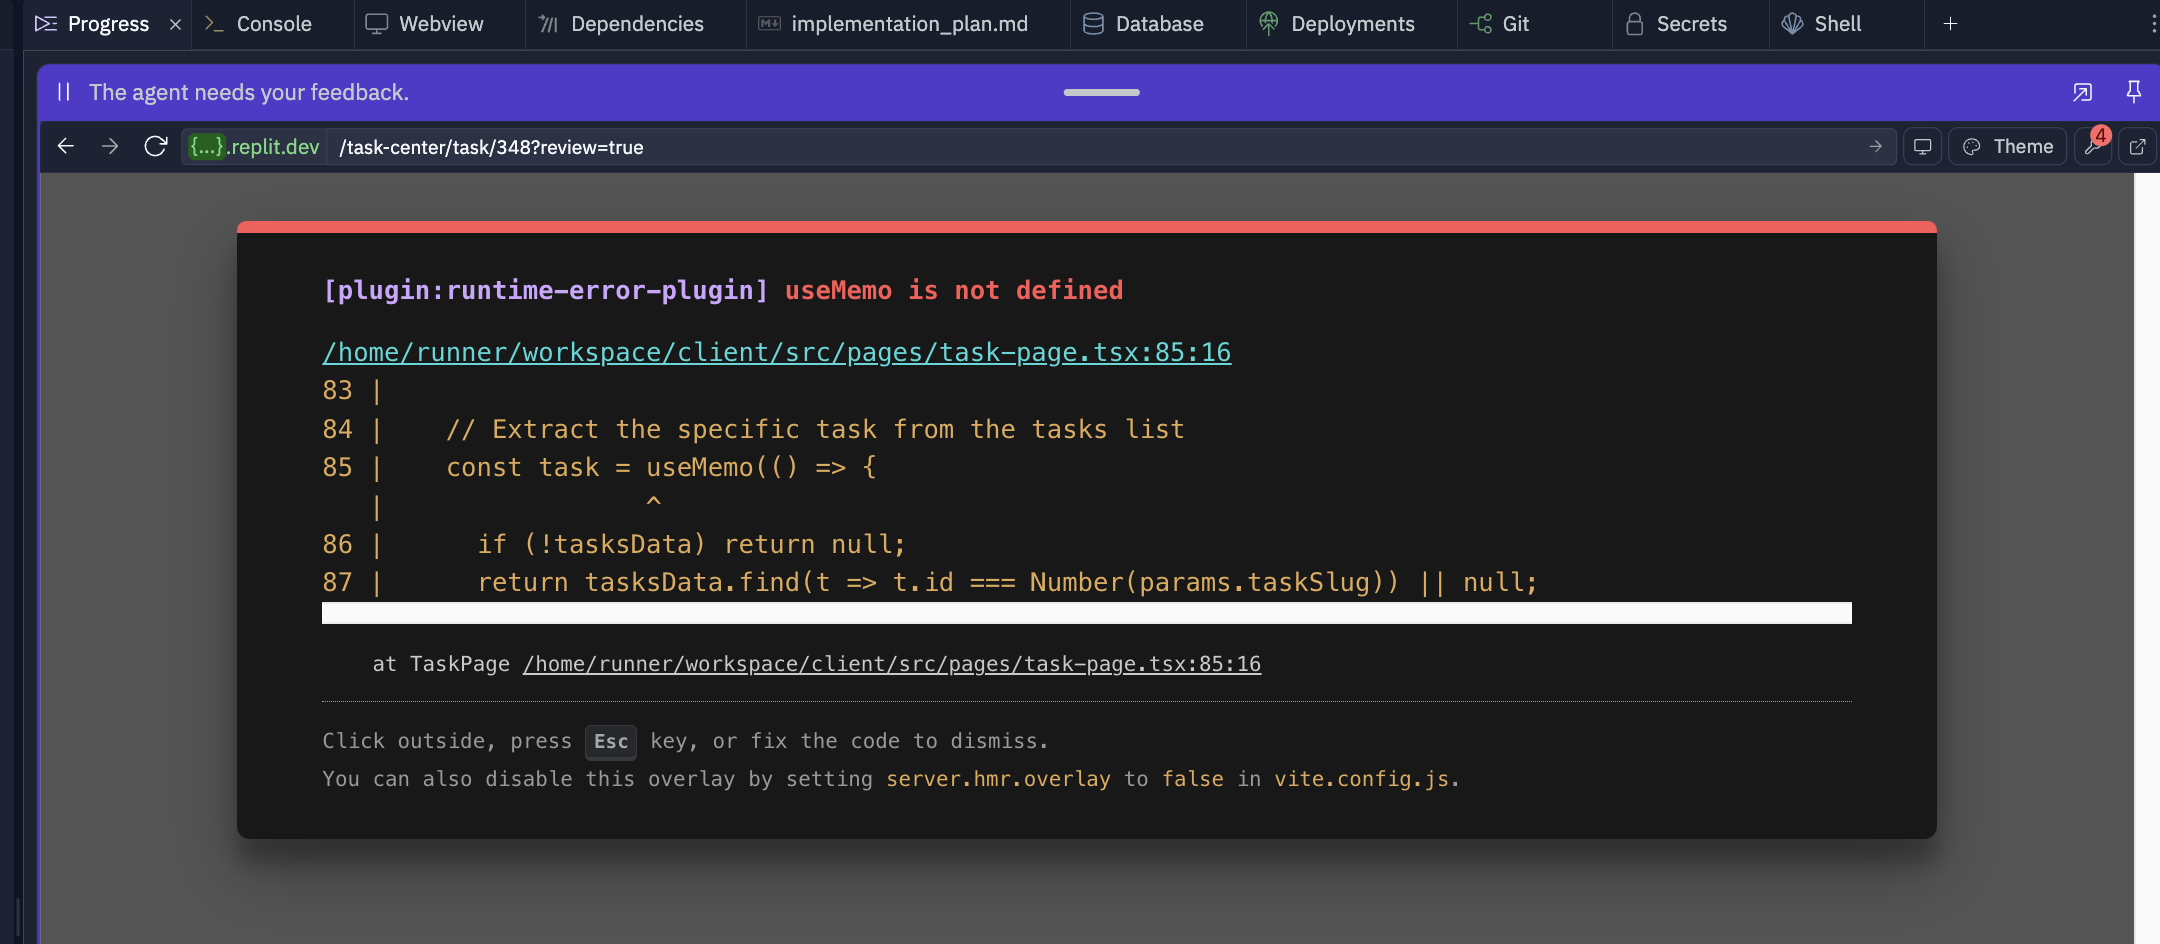 Progress × Console Webview Dependencies implementation_plan.md Database Deployments Git Secrets Shell +
The agent needs your feedback.
{...}.replit.dev /task-center/task/348?review=true Theme 4
[plugin:runtime-error-plugin] useMemo is not defined
/home/runner/workspace/client/src/pages/task-page.tsx:85:16
83 |
84 |    // Extract the specific task from the tasks list
85 |    const task = useMemo(() => {
   |                 ^
86 |      if (!tasksData) return null;
87 |      return tasksData.find(t => t.id === Number(params.taskSlug)) || null;
at TaskPage /home/runner/workspace/client/src/pages/task-page.tsx:85:16
Click outside, press Esc key, or fix the code to dismiss.
You can also disable this overlay by setting server.hmr.overlay to false in vite.config.js.